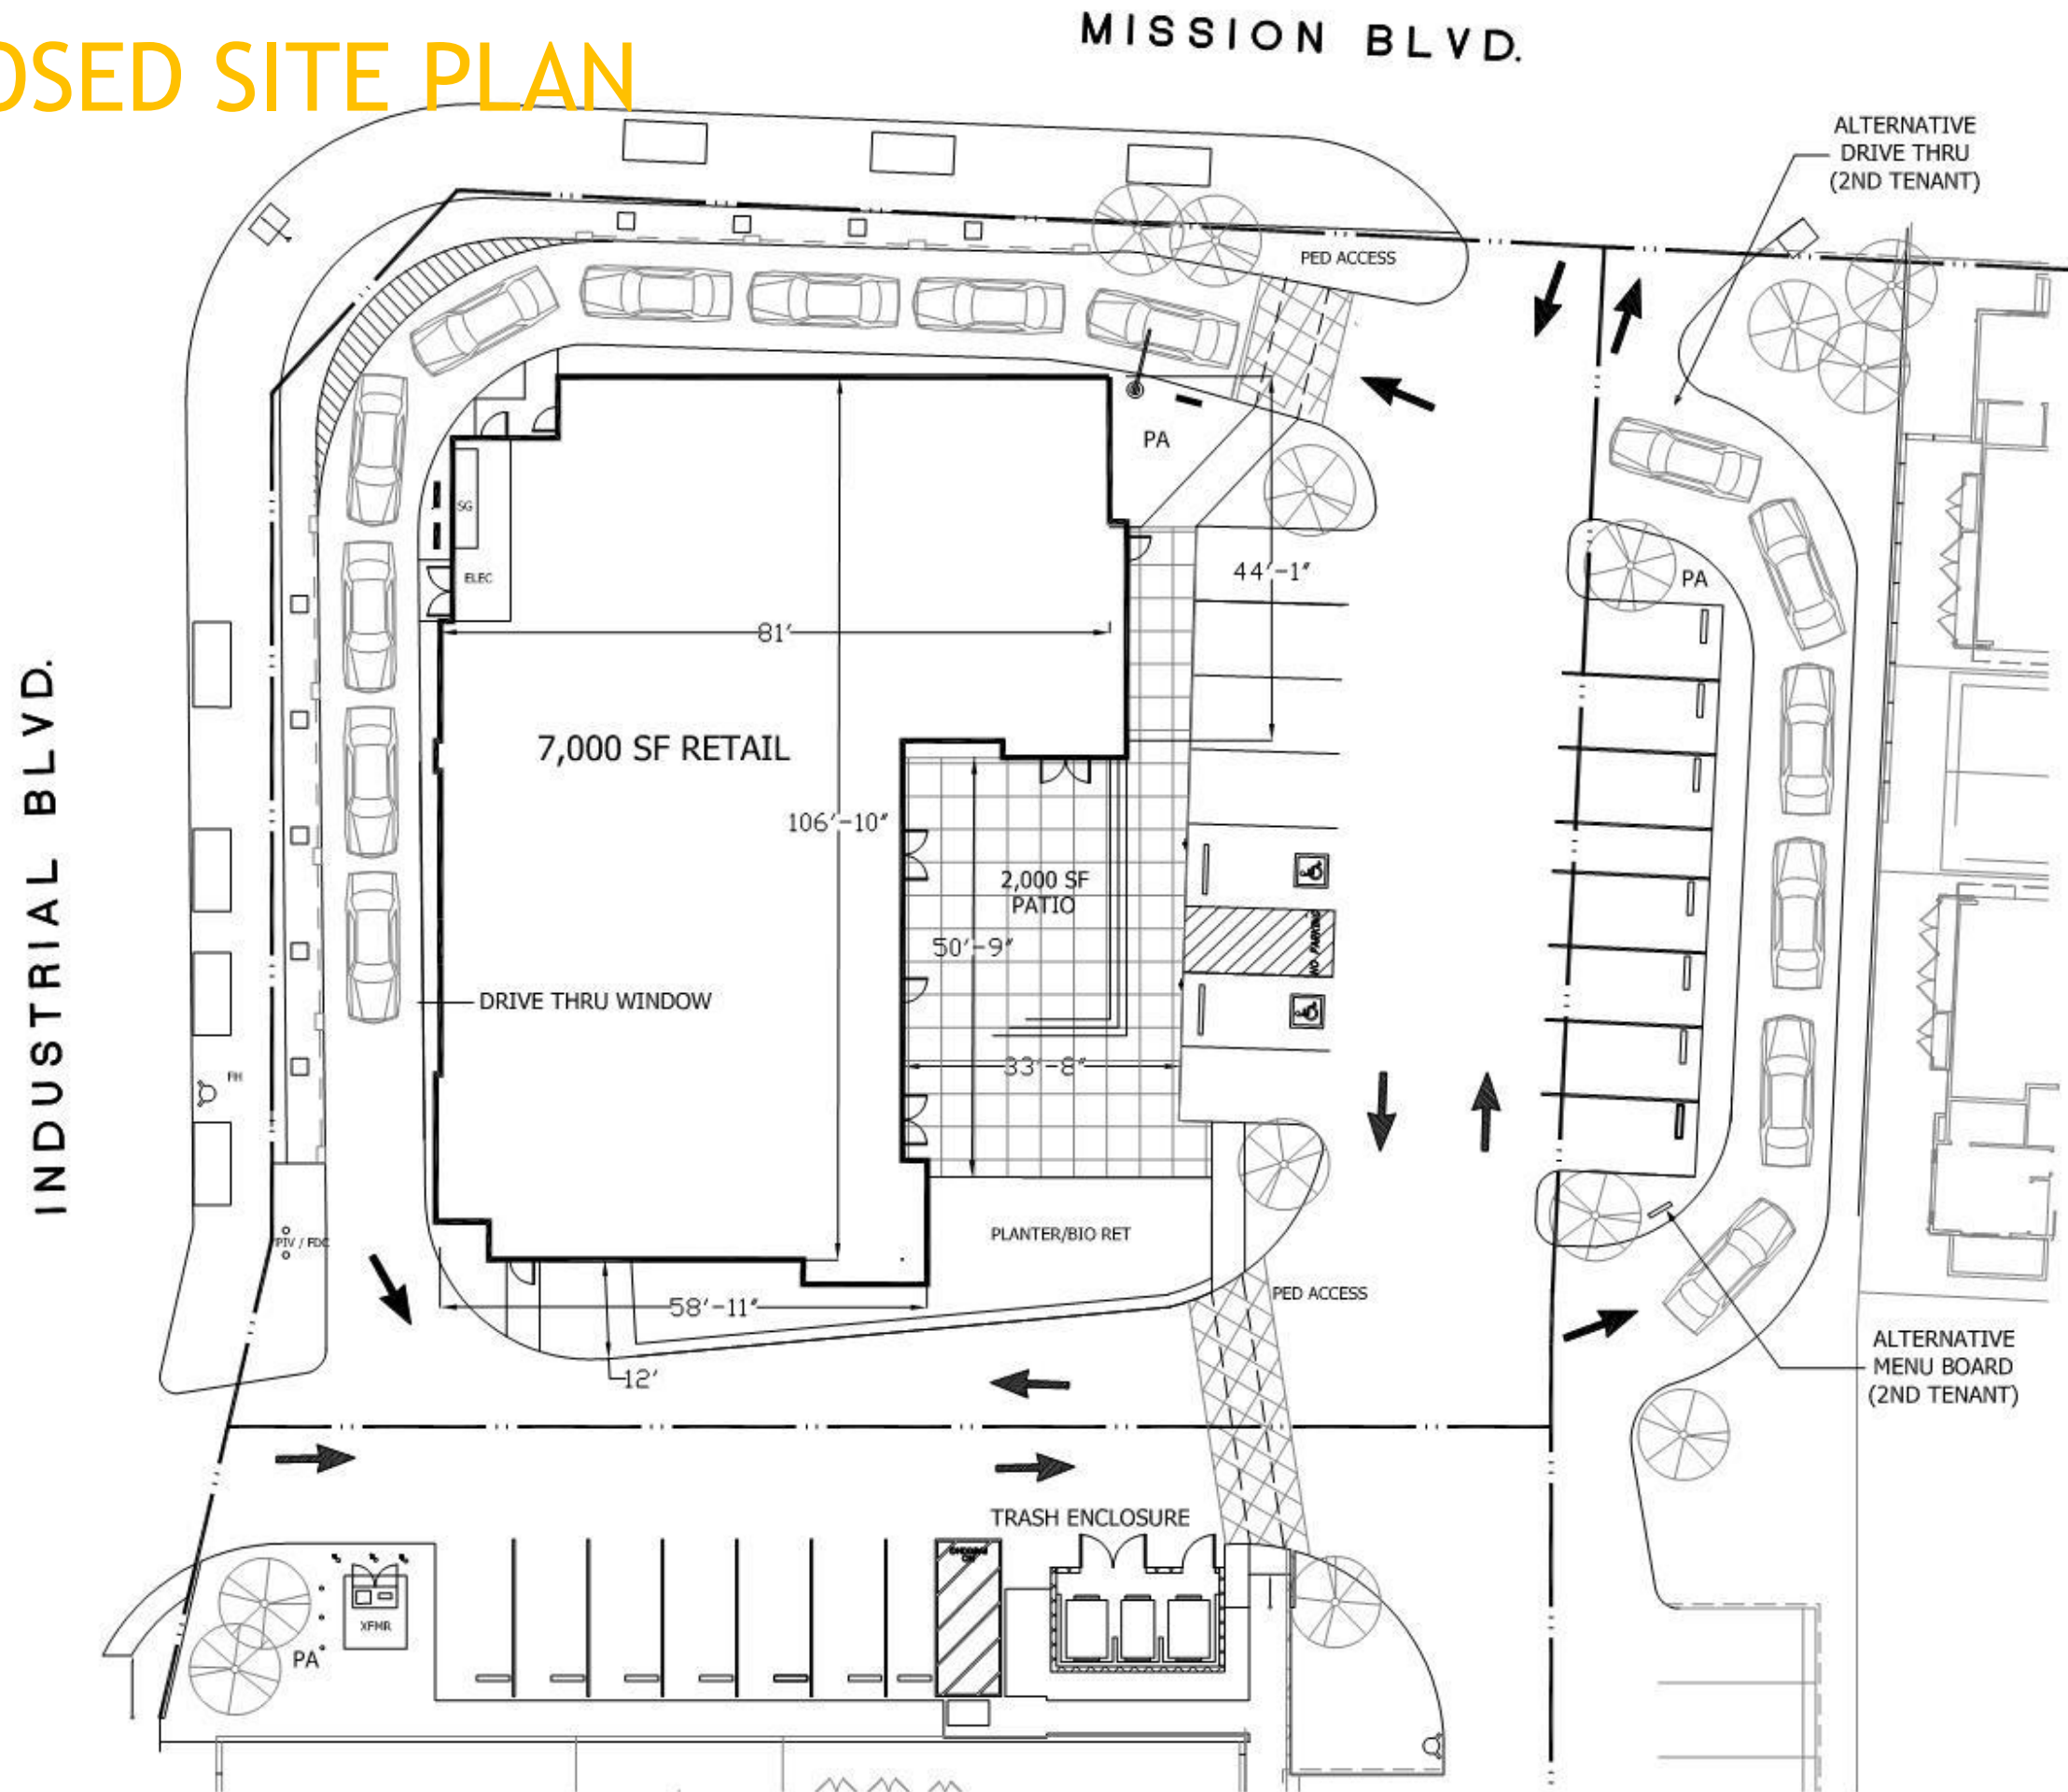 MISSION BLVD.
OSED SITE PLAN
ALTERNATIVE
DRIVE THRU
(2ND TENANT)
PED ACCESS
PA
SG
ELEC
44'-1"
PA
81'
INDUSTRIAL BLVD.
7,000 SF RETAIL
106'-10"
2,000 SF
PATIO
NO PARKING
50'-9"
DRIVE THRU WINDOW
33'-8"
FH
PLANTER/BIO RET
PIV / FDC
PED ACCESS
58'-11"
12'
ALTERNATIVE
MENU BOARD
(2ND TENANT)
TRASH ENCLOSURE
XFMR
PA